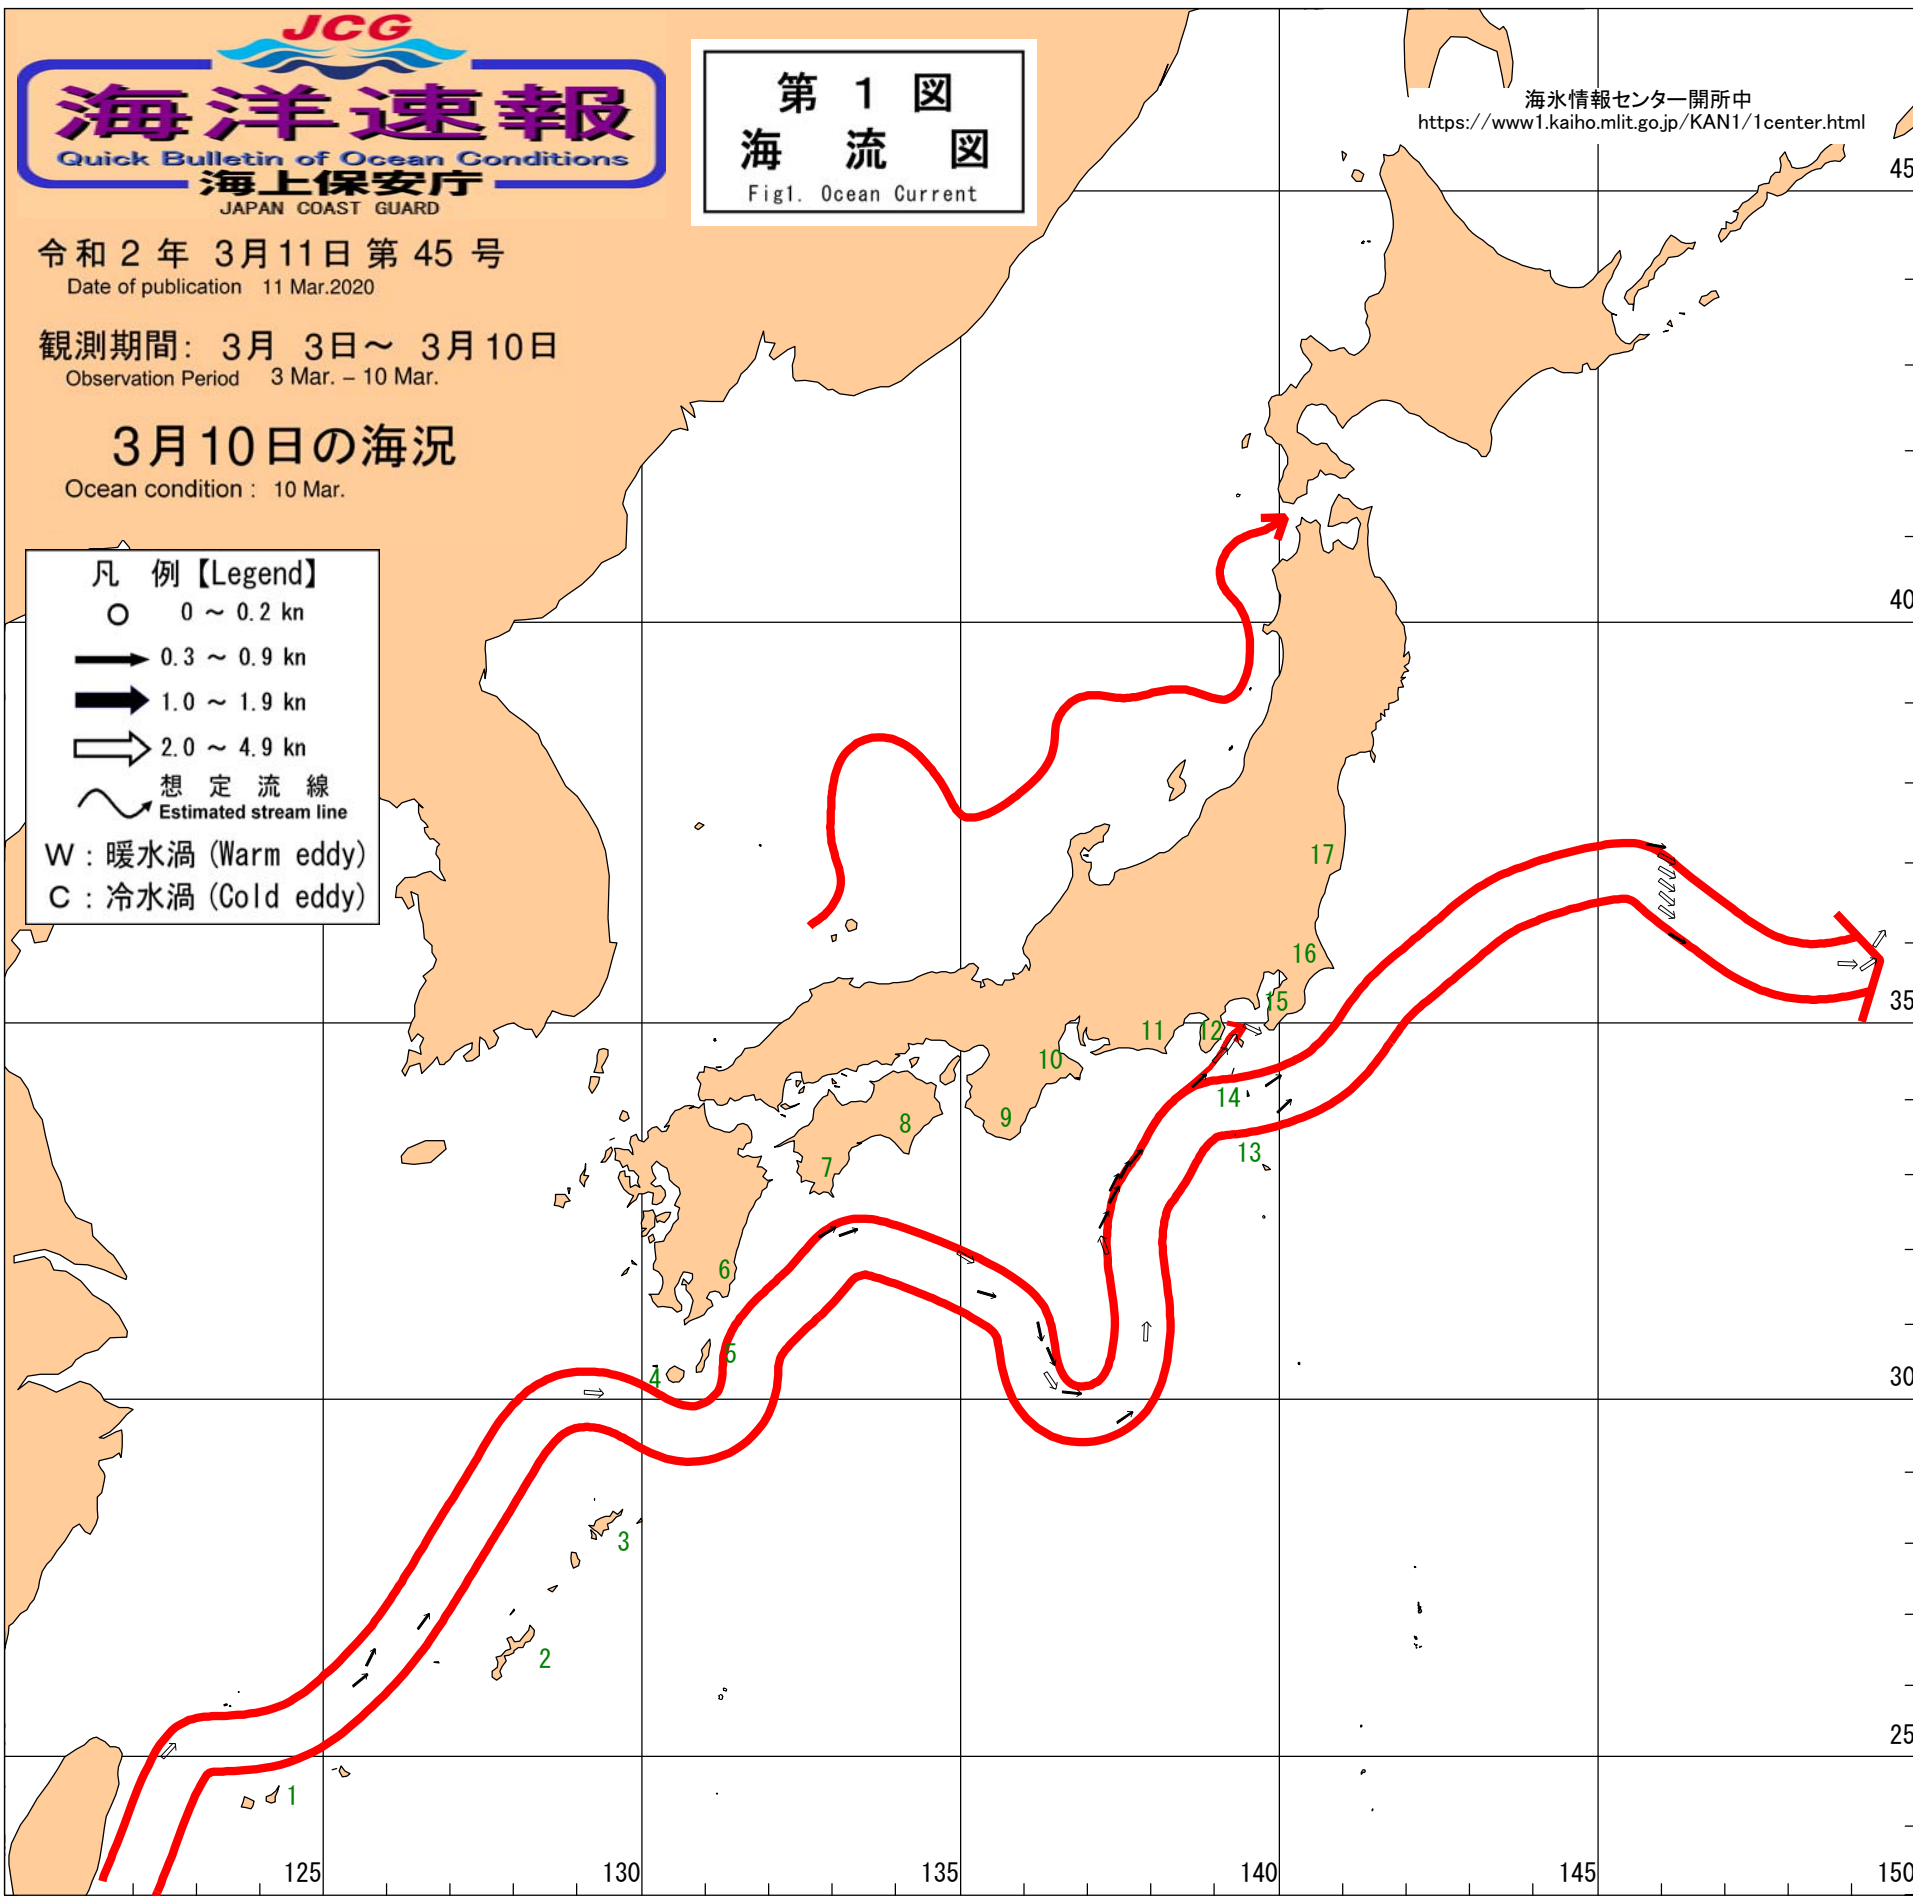 JCG
海洋速報
Quick Bulletin of Ocean Conditions
海上保安庁
JAPAN COAST GUARD
第 1 図
海 流 図
Fig1. Ocean Current
海氷情報センター開所中
https://www1.kaiho.mlit.go.jp/KAN1/1center.html
令和 2 年 3月11日 第 45 号
Date of publication 11 Mar.2020
観測期間: 3月 3日～ 3月10日
Observation Period 3 Mar. – 10 Mar.
3月10日の海況
Ocean condition : 10 Mar.
凡 例【Legend】
0 ～ 0.2 kn
0.3 ～ 0.9 kn
1.0 ～ 1.9 kn
2.0 ～ 4.9 kn
想 定 流 線
Estimated stream line
W : 暖水渦 (Warm eddy)
C : 冷水渦 (Cold eddy)
45
40
35
30
25
17
16
15
12
11
10
14
13
9
8
7
6
5
4
3
2
1
125
130
135
140
145
150